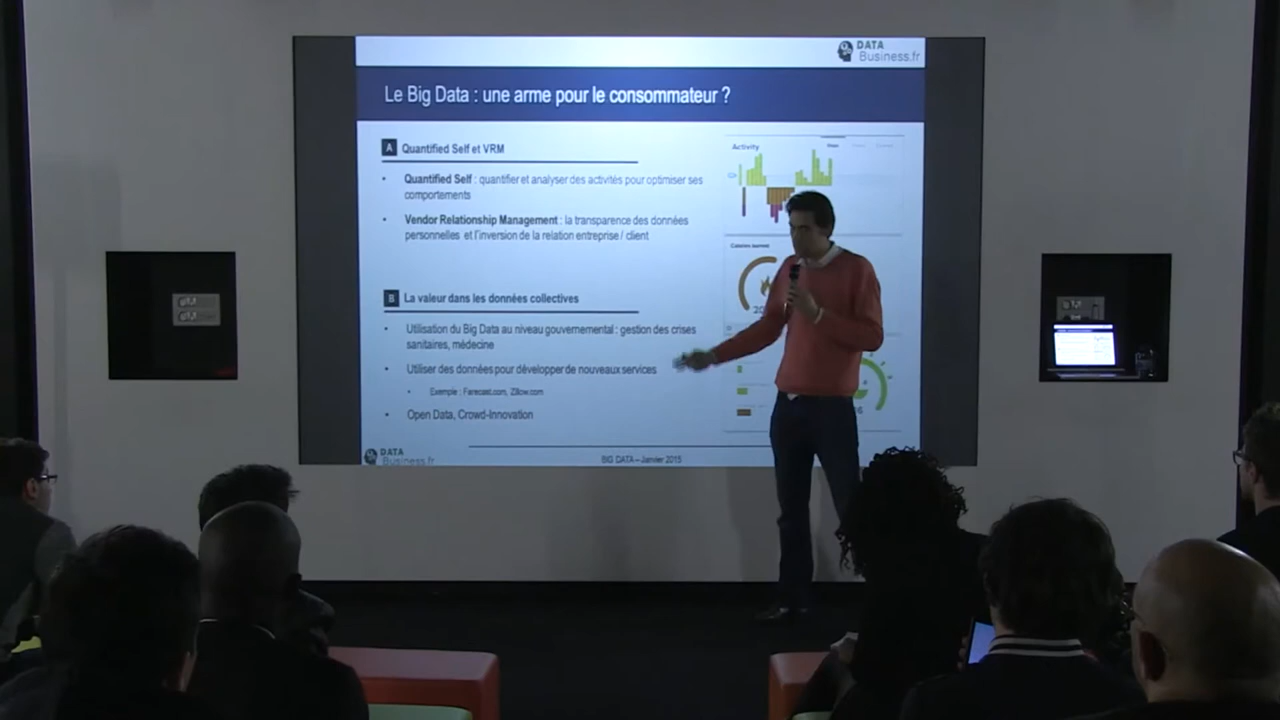 DATA
Business.fr
Le Big Data : une arme pour le consommateur ?
A Quantified Self et VRM
• Quantified Self : quantifier et analyser des activités pour optimiser ses
comportements
• Vendor Relationship Management : la transparence des données
personnelles et l'inversion de la relation entreprise / client
Activity
B La valeur dans les données collectives
• Utilisation du Big Data au niveau gouvernemental : gestion des crises
sanitaires, médecine
• Utiliser des données pour développer de nouveaux services
• Exemple : Farecast.com, Zillow.com
• Open Data, Crowd-Innovation
DATA
Business.fr
BIG DATA – Janvier 2015